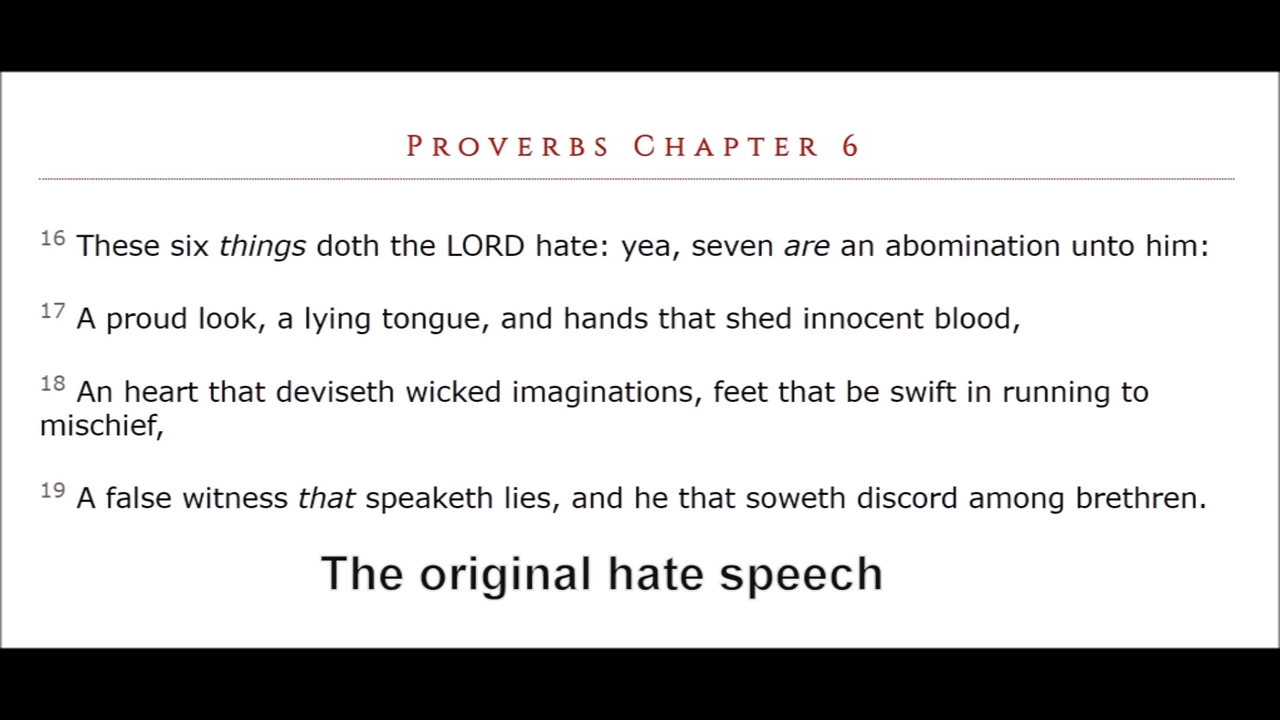 PROVERBS CHAPTER 6
16 These six things doth the LORD hate: yea, seven are an abomination unto him:
17 A proud look, a lying tongue, and hands that shed innocent blood,
18 An heart that deviseth wicked imaginations, feet that be swift in running to
mischief,
19 A false witness that speaketh lies, and he that soweth discord among brethren.
The original hate speech